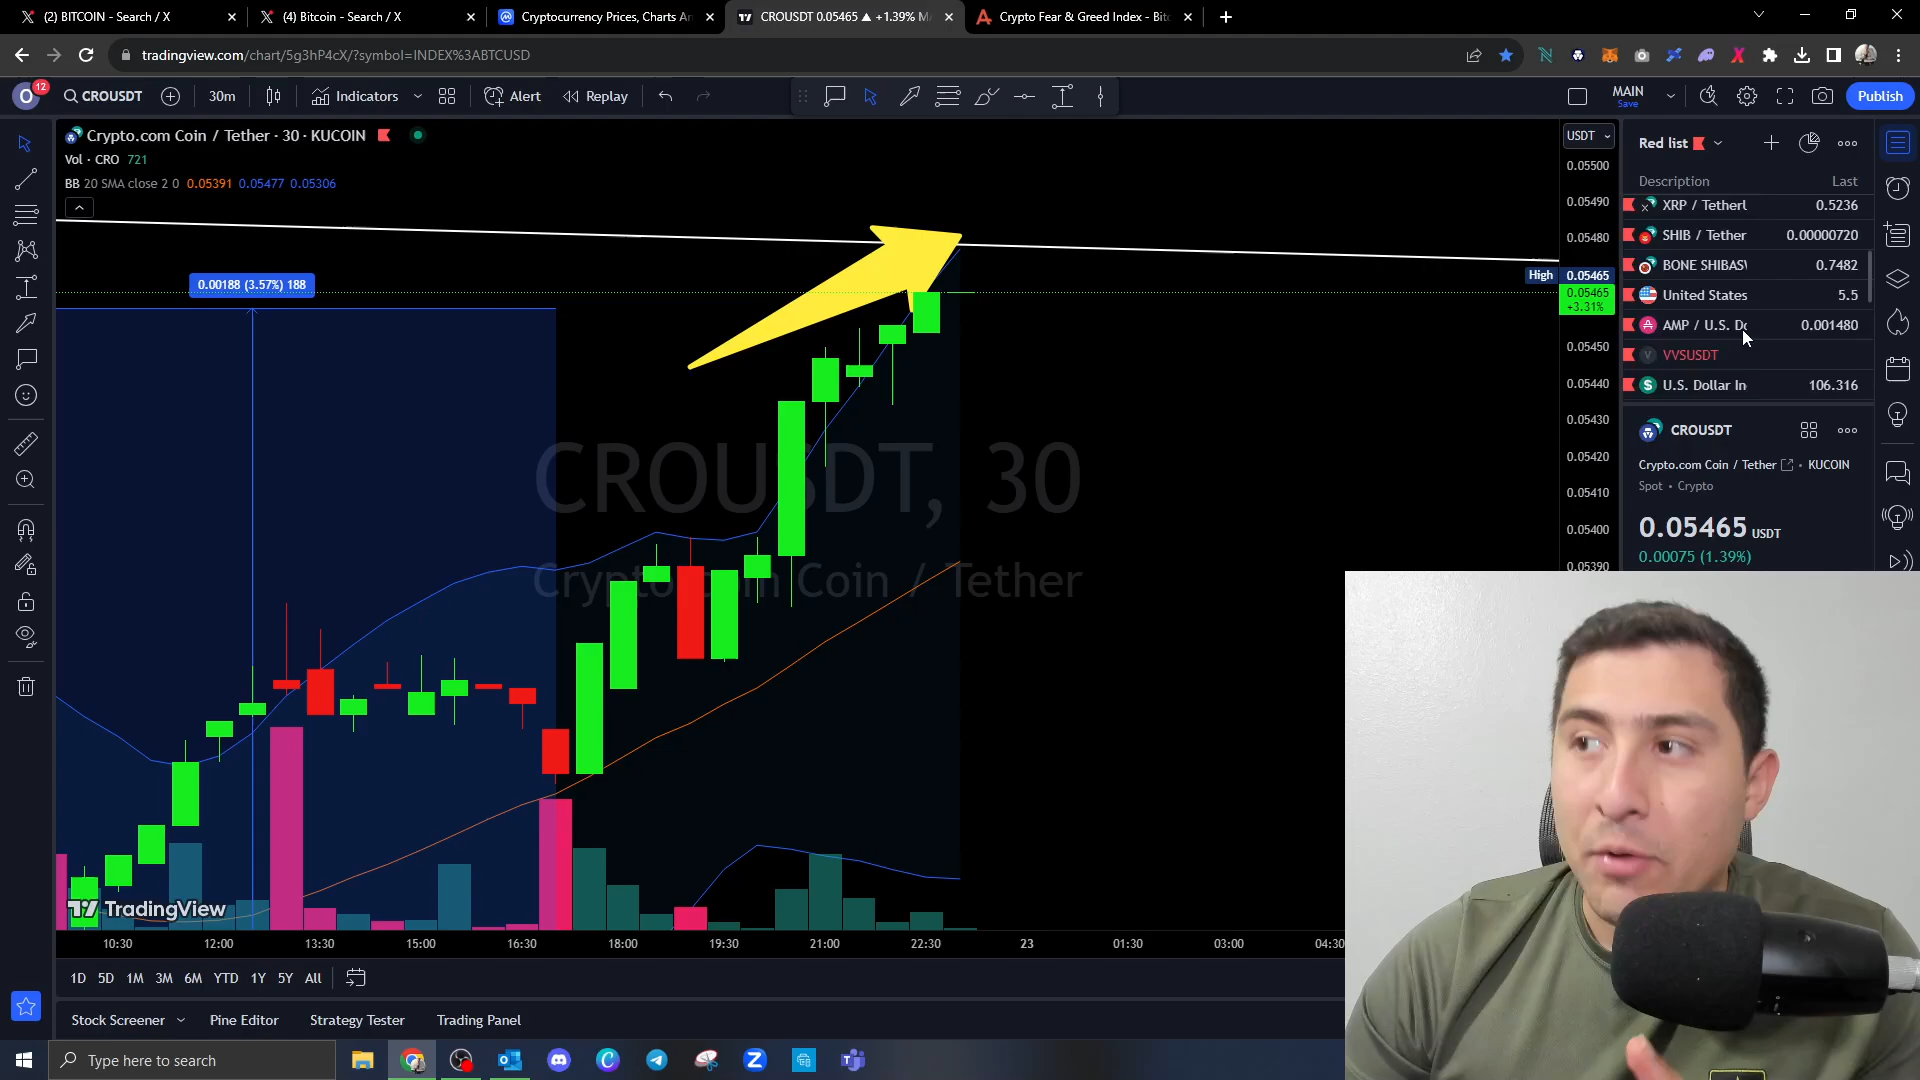 (2) BITCOIN - Search / X
(4) Bitcoin - Search / X
Cryptocurrency Prices, Charts An
CROUSDT 0.05465 ▲ +1.39% MA
Crypto Fear & Greed Index - Bitc
tradingview.com/chart/5g3hP4cX/?symbol=INDEX%3ABTCUSD
O
12
CROUSDT
30m
Indicators
Alert
Replay
MAIN
Save
Publish
Crypto.com Coin / Tether · 30 · KUCOIN
Vol · CRO 721
BB 20 SMA close 2 0 0.05391 0.05477 0.05306
0.00188 (3.57%) 188
CROUSDT, 30
Crypto.com Coin / Tether
USDT
0.05500
0.05490
0.05480
High 0.05465
0.05465
+3.31%
0.05450
0.05440
0.05430
0.05420
0.05410
0.05400
0.05390
Red list
Description Last
XRP / Tether 0.5236
SHIB / Tether 0.00000720
BONE SHIBASW 0.7482
United States 5.5
AMP / U.S. Do 0.001480
VVSUSDT
U.S. Dollar In 106.316
CROUSDT
Crypto.com Coin / Tether • KUCOIN
Spot • Crypto
0.05465 USDT
0.00075 (1.39%)
TradingView
10:30 12:00 13:30 15:00 16:30 18:00 19:30 21:00 22:30 23 01:30 03:00 04:30
1D 5D 1M 3M 6M YTD 1Y 5Y All
Stock Screener Pine Editor Strategy Tester Trading Panel
Type here to search